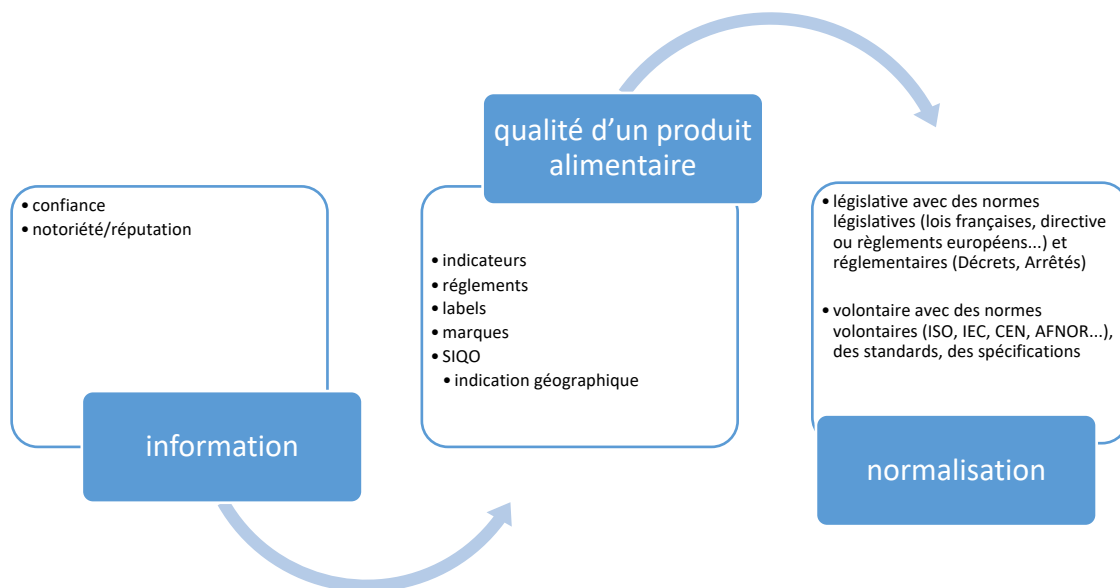 confiance
notoriété/réputation
information
qualité d'un produit
alimentaire
indicateurs
réglements
labels
marques
SIQO
indication géographique
législative avec des normes
législatives (lois françaises, directive
ou règlements européens...) et
réglementaires (Décrets, Arrêtés)
volontaire avec des normes
volontaires (ISO, IEC, CEN, AFNOR...),
des standards, des spécifications
normalisation